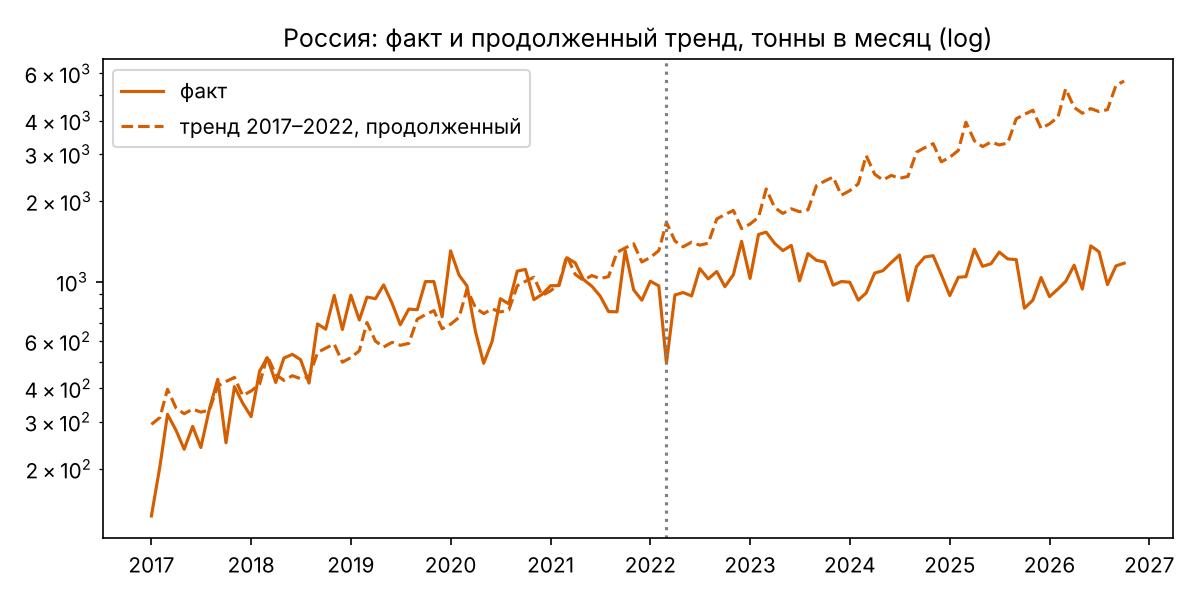 Россия: факт и продолженный тренд, тонны в месяц (log)
факт
тренд 2017–2022, продолженный
6 × 10³
4 × 10³
3 × 10³
2 × 10³
10³
6 × 10²
4 × 10²
3 × 10²
2 × 10²
2017 2018 2019 2020 2021 2022 2023 2024 2025 2026 2027